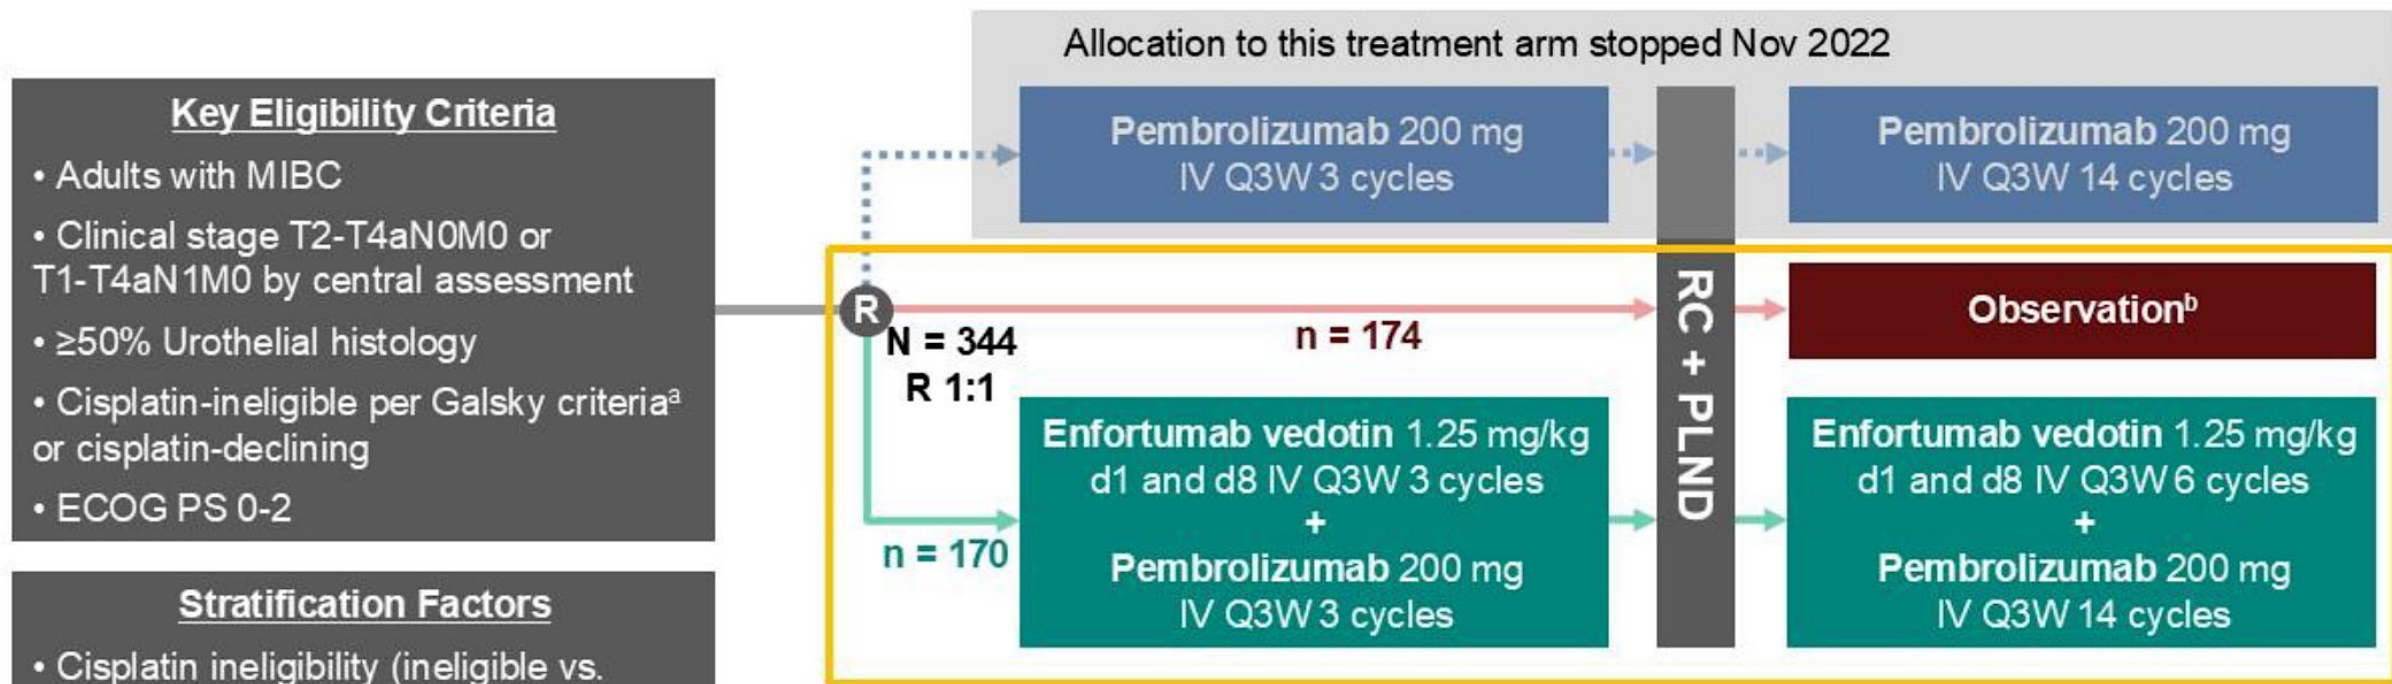 Allocation to this treatment arm stopped Nov 2022
Key Eligibility Criteria
• Adults with MIBC
• Clinical stage T2-T4aN0M0 or
T1-T4aN1M0 by central assessment
• ≥50% Urothelial histology
• Cisplatin-ineligible per Galsky criteriaᵃ
or cisplatin-declining
• ECOG PS 0-2
Stratification Factors
• Cisplatin ineligibility (ineligible vs.
Pembrolizumab 200 mg
IV Q3W 3 cycles
Pembrolizumab 200 mg
IV Q3W 14 cycles
R
N = 344
R 1:1
n = 174
RC + PLND
Observationᵇ
n = 170
Enfortumab vedotin 1.25 mg/kg
d1 and d8 IV Q3W 3 cycles
+
Pembrolizumab 200 mg
IV Q3W 3 cycles
Enfortumab vedotin 1.25 mg/kg
d1 and d8 IV Q3W 6 cycles
+
Pembrolizumab 200 mg
IV Q3W 14 cycles